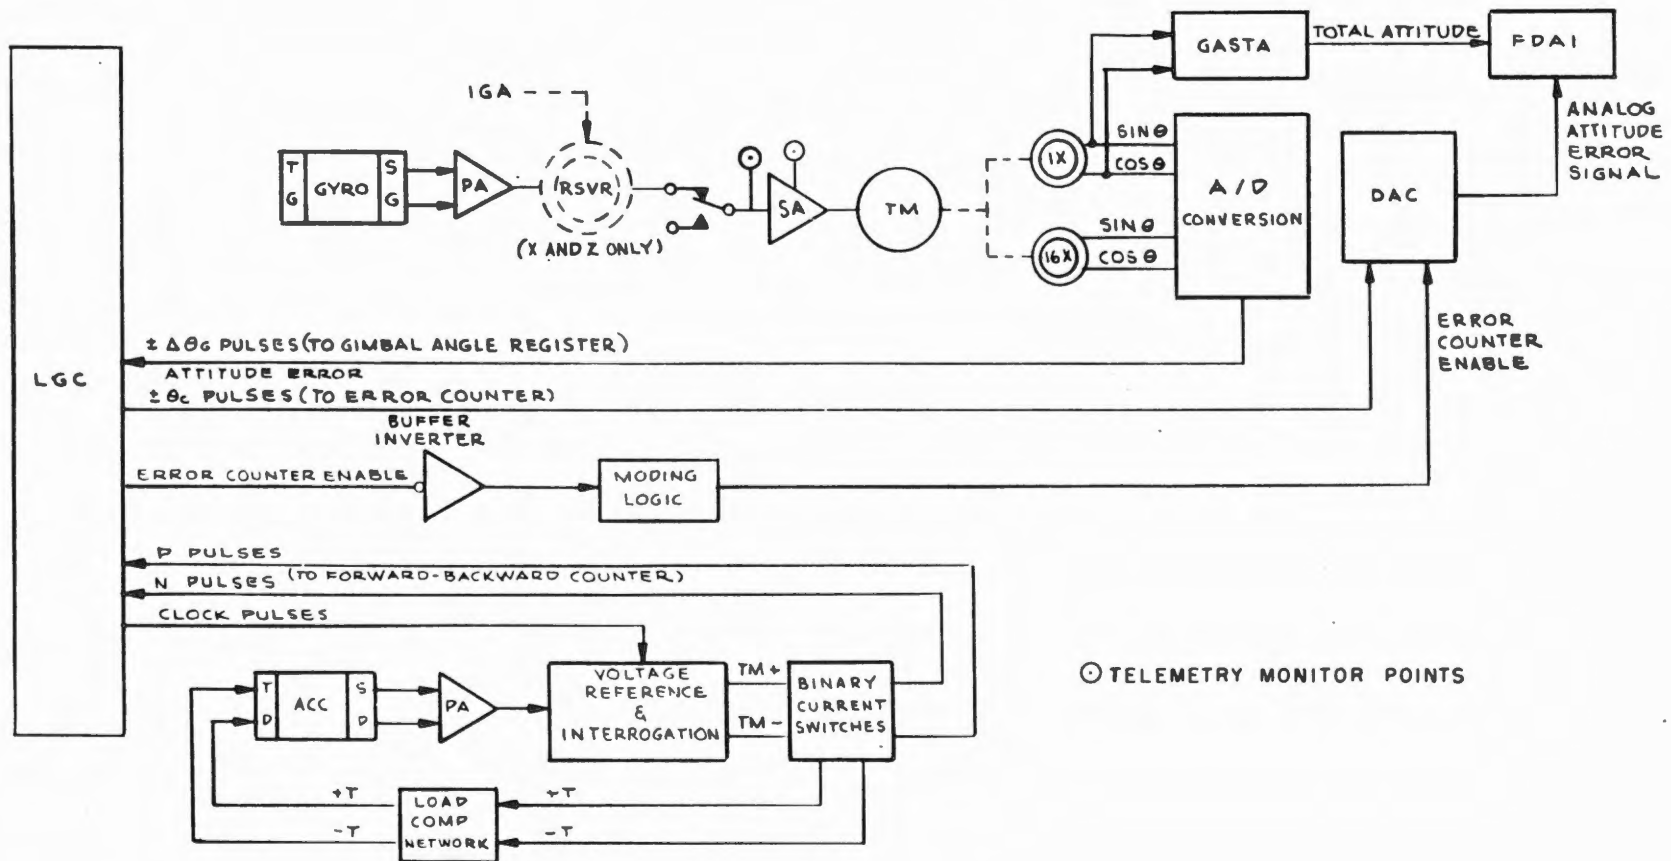 GASTA
TOTAL ATTITUDE
FDAI
IGA
ANALOG
ATTITUDE
ERROR
SIGNAL
T
G
GYRO
S
G
PA
RSVR
(X AND Z ONLY)
SA
TM
1X
SIN θ
COS θ
16X
SIN θ
COS θ
A/D
CONVERSION
DAC
ERROR
COUNTER
ENABLE
LGC
± ΔθG PULSES (TO GIMBAL ANGLE REGISTER)
ATTITUDE ERROR
± θc PULSES (TO ERROR COUNTER)
BUFFER
INVERTER
ERROR COUNTER ENABLE
MODING
LOGIC
P PULSES
(TO FORWARD-BACKWARD COUNTER)
N PULSES
CLOCK PULSES
T
D
ACC
S
D
PA
VOLTAGE
REFERENCE
&
INTERROGATION
TM+
TM-
BINARY
CURRENT
SWITCHES
TELEMETRY MONITOR POINTS
+T
-T
LOAD
COMP
NETWORK
+T
-T